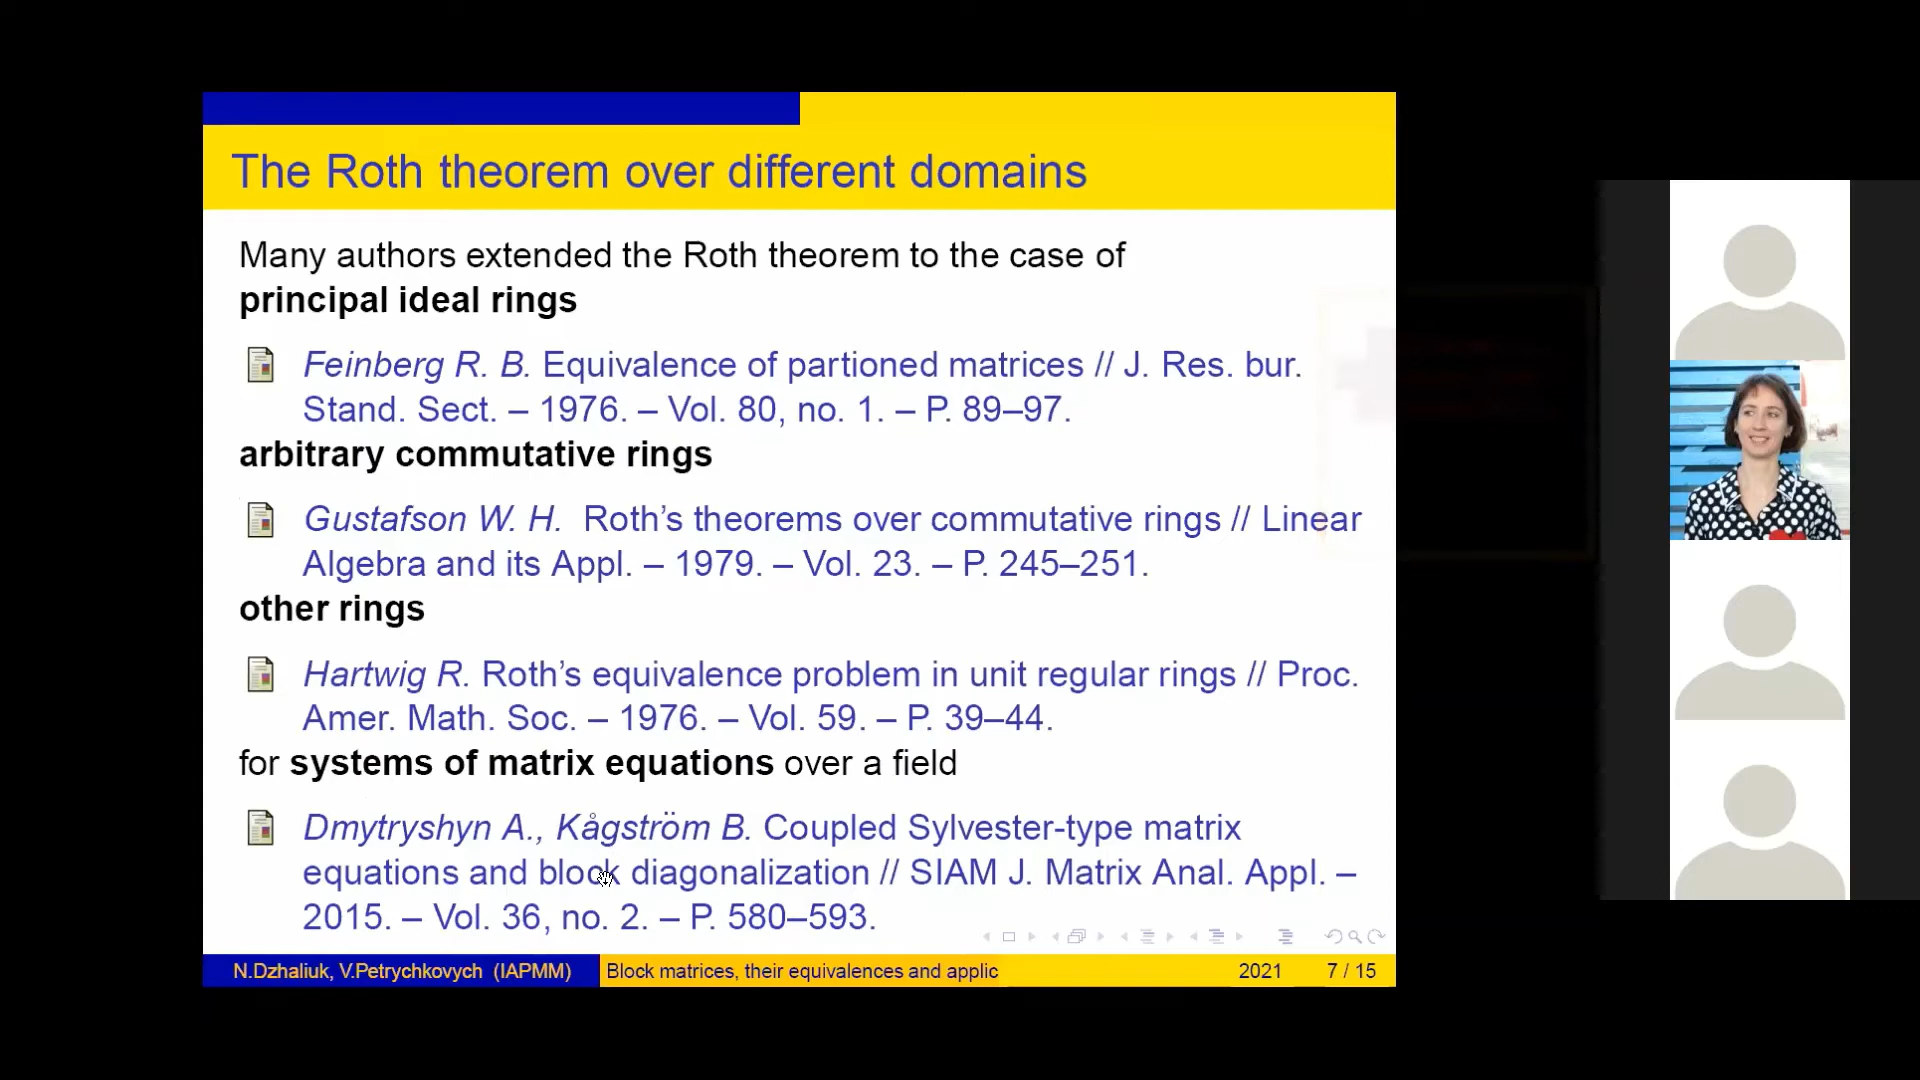 The Roth theorem over different domains
Many authors extended the Roth theorem to the case of
principal ideal rings
Feinberg R. B. Equivalence of partioned matrices // J. Res. bur.
Stand. Sect. – 1976. – Vol. 80, no. 1. – P. 89–97.
arbitrary commutative rings
Gustafson W. H. Roth's theorems over commutative rings // Linear
Algebra and its Appl. – 1979. – Vol. 23. – P. 245–251.
other rings
Hartwig R. Roth's equivalence problem in unit regular rings // Proc.
Amer. Math. Soc. – 1976. – Vol. 59. – P. 39–44.
for systems of matrix equations over a field
Dmytryshyn A., Kågström B. Coupled Sylvester-type matrix
equations and block diagonalization // SIAM J. Matrix Anal. Appl. –
2015. – Vol. 36, no. 2. – P. 580–593.
N.Dzhaliuk, V.Petrychkovych (IAPMM) Block matrices, their equivalences and applic 2021 7 / 15